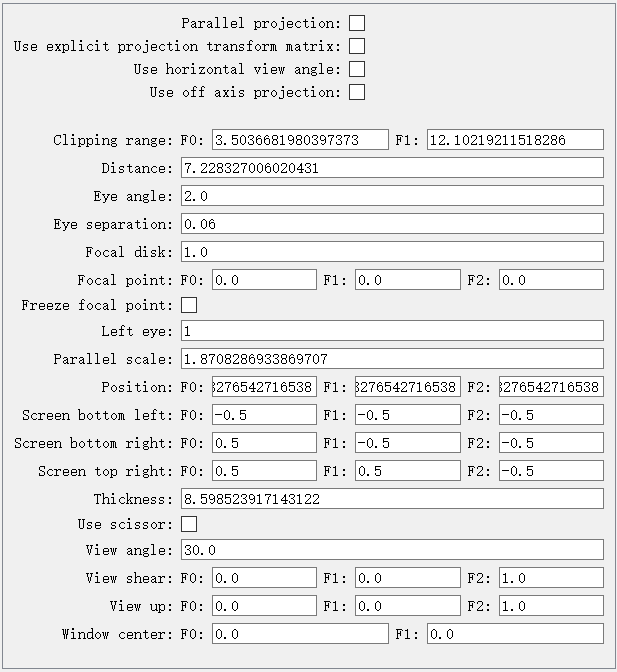 Parallel projection:
Use explicit projection transform matrix:
Use horizontal view angle:
Use off axis projection:
Clipping range: F0: 3.5036681980397373 F1: 12.10219211518286
Distance: 7.228327006020431
Eye angle: 2.0
Eye separation: 0.06
Focal disk: 1.0
Focal point: F0: 0.0 F1: 0.0 F2: 0.0
Freeze focal point:
Left eye: 1
Parallel scale: 1.8708286933869707
Position: F0: 3276542716538 F1: 3276542716538 F2: 3276542716538
Screen bottom left: F0: -0.5 F1: -0.5 F2: -0.5
Screen bottom right: F0: 0.5 F1: -0.5 F2: -0.5
Screen top right: F0: 0.5 F1: 0.5 F2: -0.5
Thickness: 8.598523917143122
Use scissor:
View angle: 30.0
View shear: F0: 0.0 F1: 0.0 F2: 1.0
View up: F0: 0.0 F1: 0.0 F2: 1.0
Window center: F0: 0.0 F1: 0.0